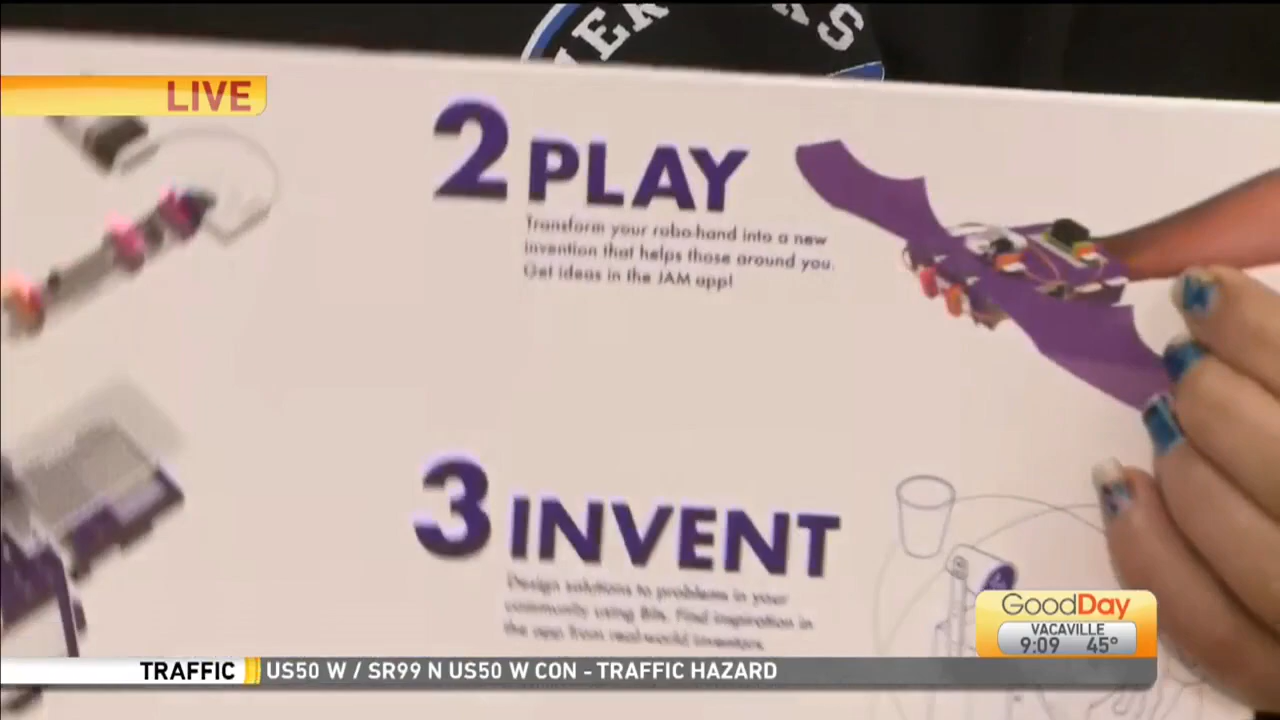 S
LIVE
2 PLAY
Transform your robo-hand into a new
invention that helps those around you.
Get ideas in the JAM app!
3 INVENT
Design solutions to problems in your
community using Bits. Find inspiration in
the app from real-world inventors.
GoodDay
VACAVILLE
9:09 45°
TRAFFIC US50 W / SR99 N US50 W CON - TRAFFIC HAZARD